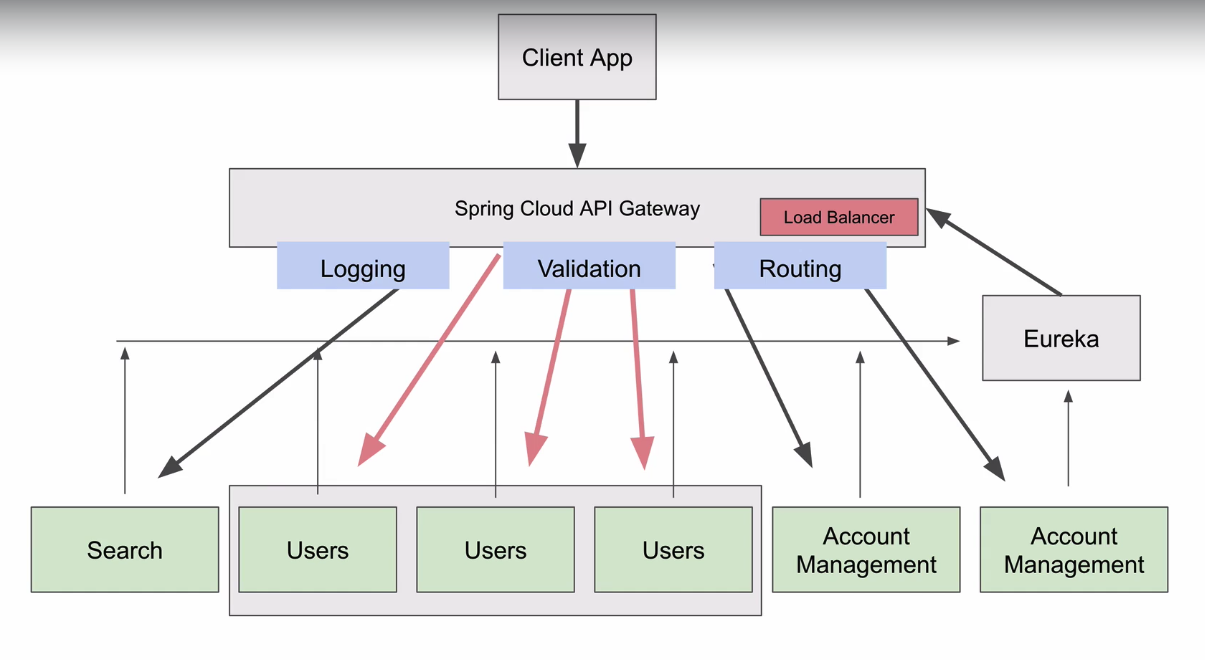 Client App
Spring Cloud API Gateway
Load Balancer
Logging
Validation
Routing
Eureka
Search
Users
Users
Users
Account
Management
Account
Management